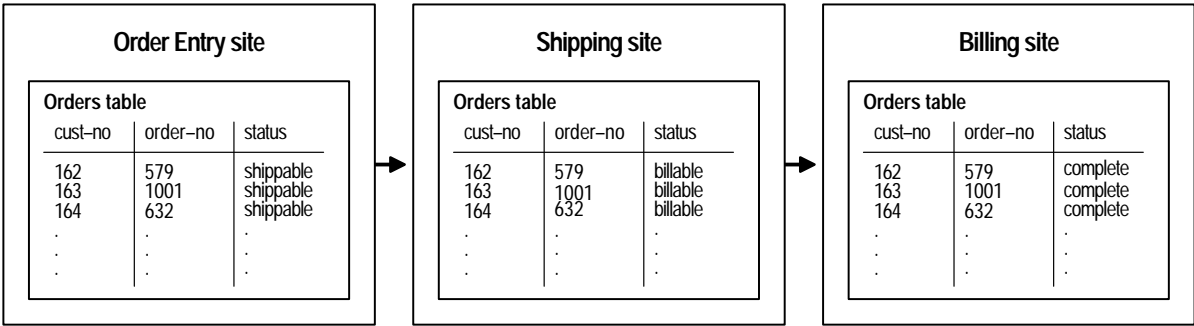 Order Entry site
Orders table
cust–no order–no status
162 579 shippable
163 1001 shippable
164 632 shippable
. . .
. . .
. . .
Shipping site
Orders table
cust–no order–no status
162 579 billable
163 1001 billable
164 632 billable
. . .
. . .
. . .
Billing site
Orders table
cust–no order–no status
162 579 complete
163 1001 complete
164 632 complete
. . .
. . .
. . .